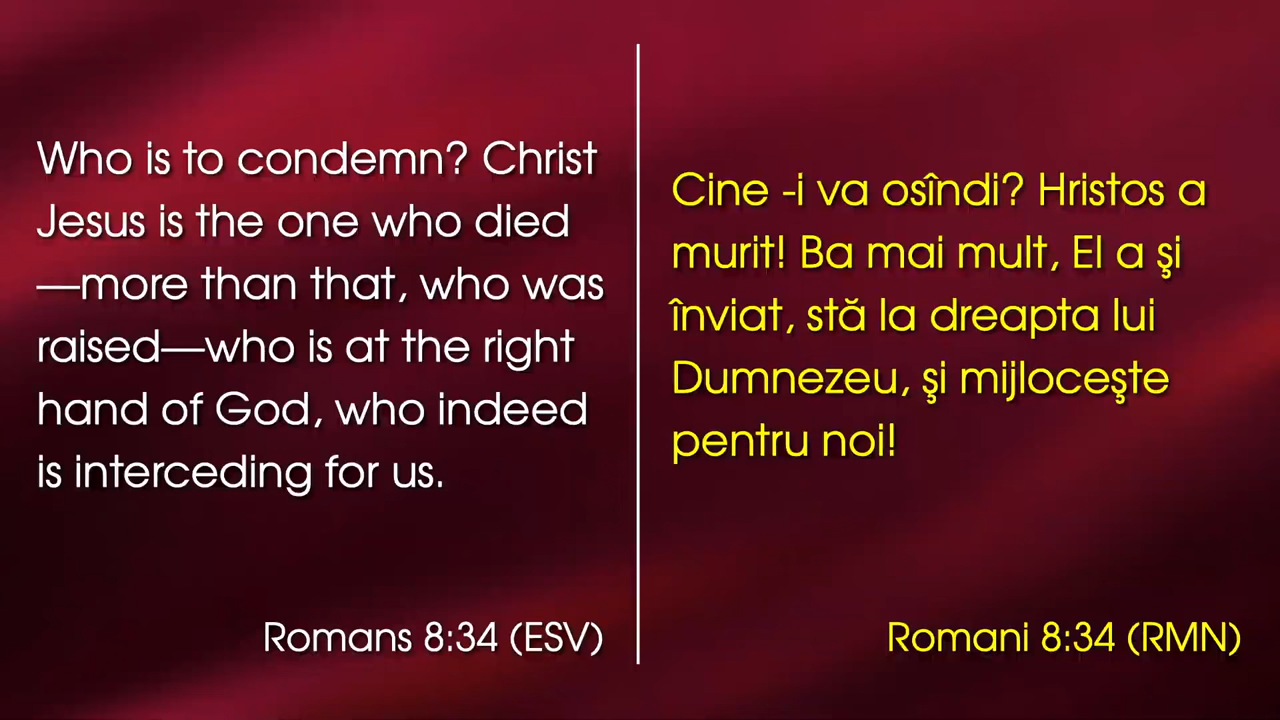 Who is to condemn? Christ
Jesus is the one who died
—more than that, who was
raised—who is at the right
hand of God, who indeed
is interceding for us.
Romans 8:34 (ESV)
Cine -i va osîndi? Hristos a
murit! Ba mai mult, El a şi
înviat, stă la dreapta lui
Dumnezeu, şi mijloceşte
pentru noi!
Romani 8:34 (RMN)